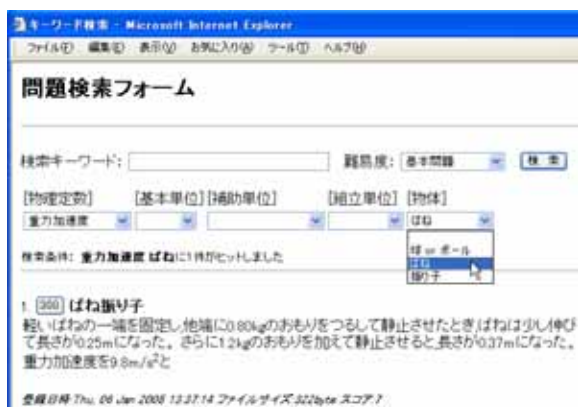 キーワード検索 - Microsoft Internet Explorer
ファイル(F) 編集(E) 表示(V) お気に入り(A) ツール(T) ヘルプ(H)
問題検索フォーム
検索キーワード: 難易度: 基本問題 検索
[物理定数] [基本単位] [補助単位] [組立単位] [物体]
重力加速度 ばね
球 or ボール
ばね
振り子
検索条件: 重力加速度 ばねに1件がヒットしました
1. 300 ばね振り子
軽いばねの一端を固定し,他端に0.80kgのおもりをつるして静止させたとき,ばねは少し伸び
て長さが0.25mになった。さらに1.2kgのおもりを加えて静止させると,長さが0.37mになった。
重力加速度を9.8m/s²と
登録日時 Thu, 06 Jan 2005 13:37:14 ファイルサイズ 322byte スコア 7